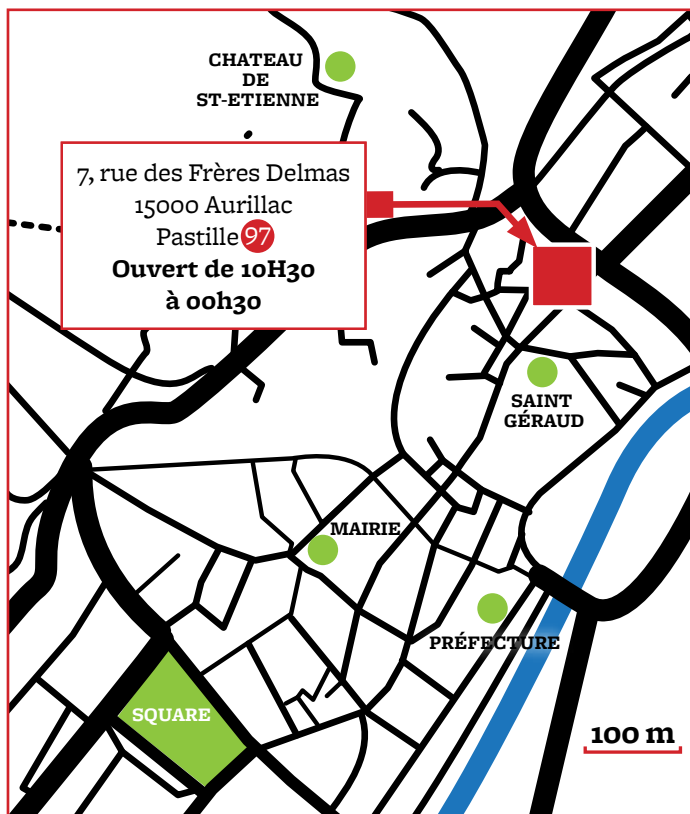 CHATEAU
DE
ST-ETIENNE
7, rue des Frères Delmas
15000 Aurillac
Pastille 97
Ouvert de 10H30
à 00h30
SAINT
GÉRAUD
MAIRIE
PRÉFECTURE
SQUARE
100 m